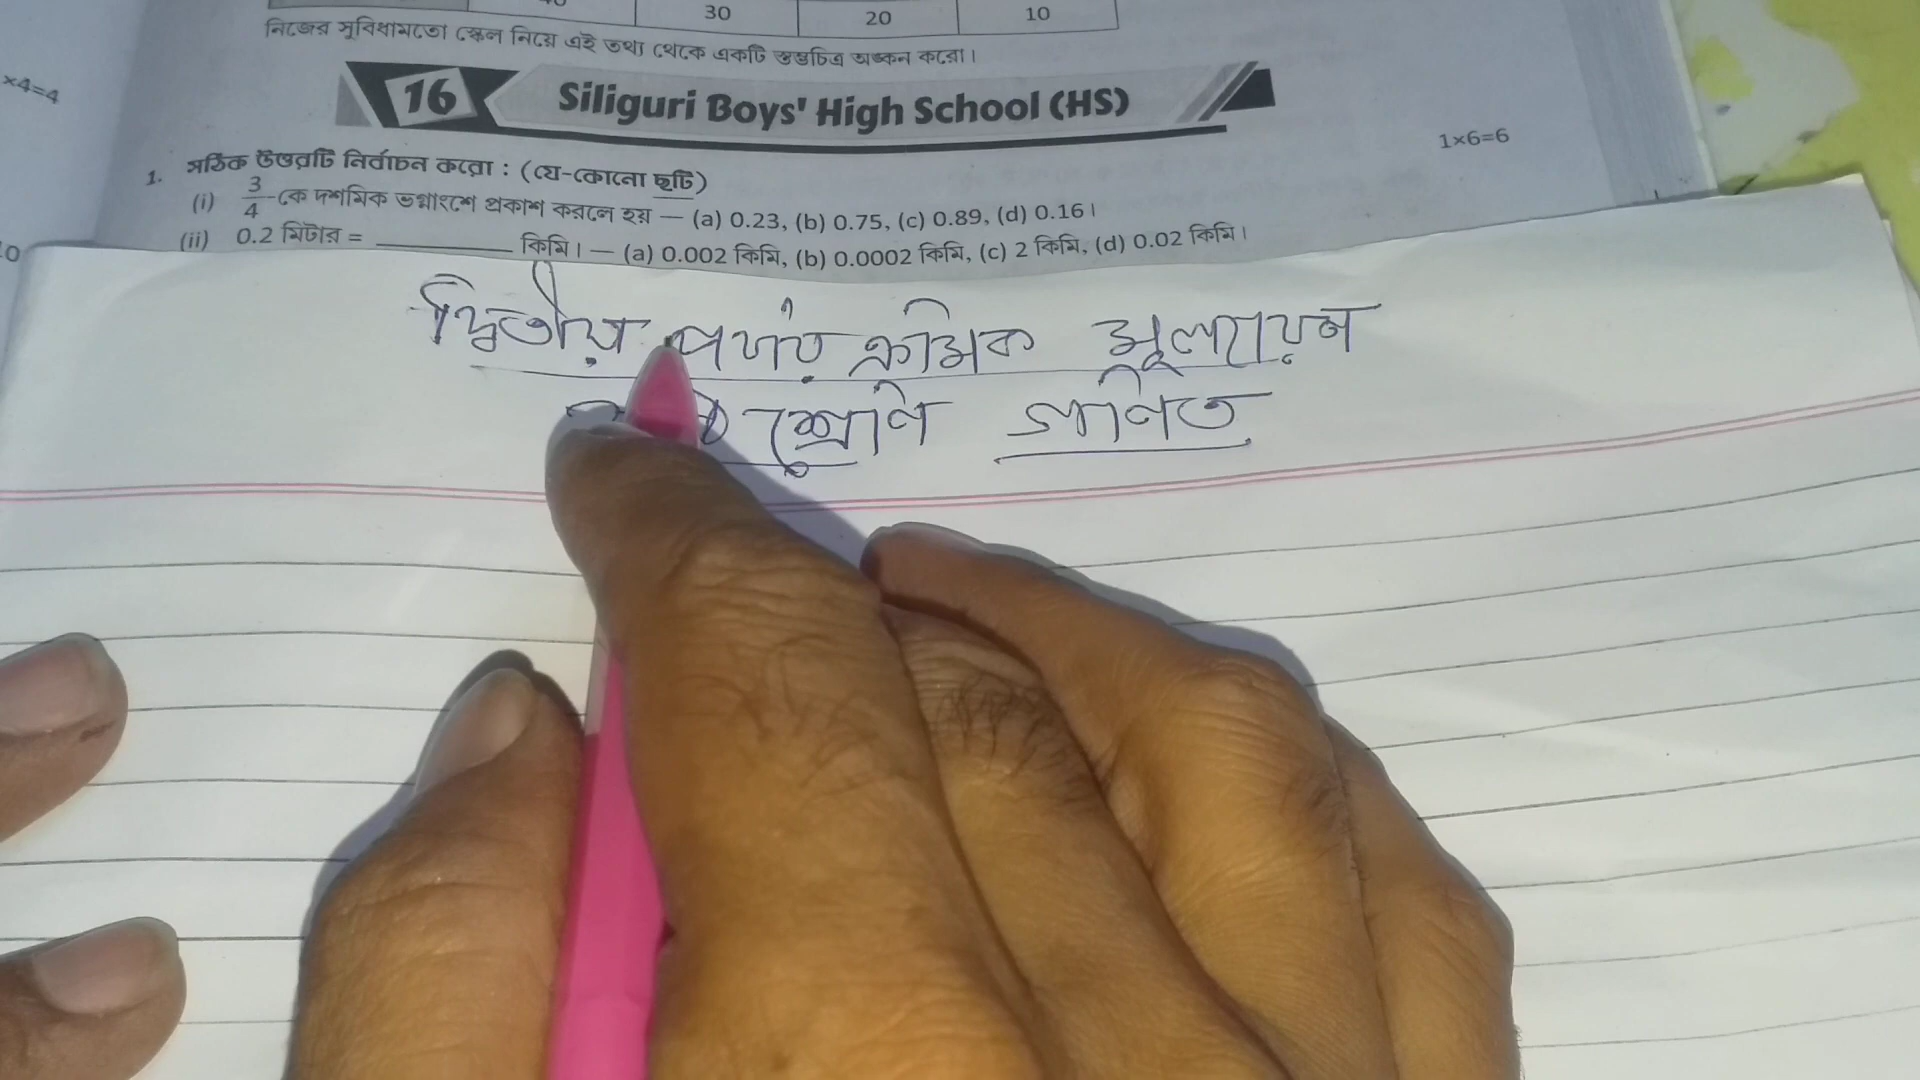 30 20 10
নিজের সুবিধামতো স্কেল নিয়ে এই তথ্য থেকে একটি স্তম্ভচিত্র অঙ্কন করো।
×4=4
16 Siliguri Boys' High School (HS)
1. সঠিক উত্তরটি নির্বাচন করো : (যে-কোনো ছটি) 1×6=6
(i) 3/4-কে দশমিক ভগ্নাংশে প্রকাশ করলে হয় — (a) 0.23, (b) 0.75, (c) 0.89, (d) 0.16।
(ii) 0.2 মিটার = ________ কিমি। — (a) 0.002 কিমি, (b) 0.0002 কিমি, (c) 2 কিমি, (d) 0.02 কিমি।
দ্বিতীয় পর্যায় ক্রমিক মূল্যায়ন
শ্রেণি গনিত